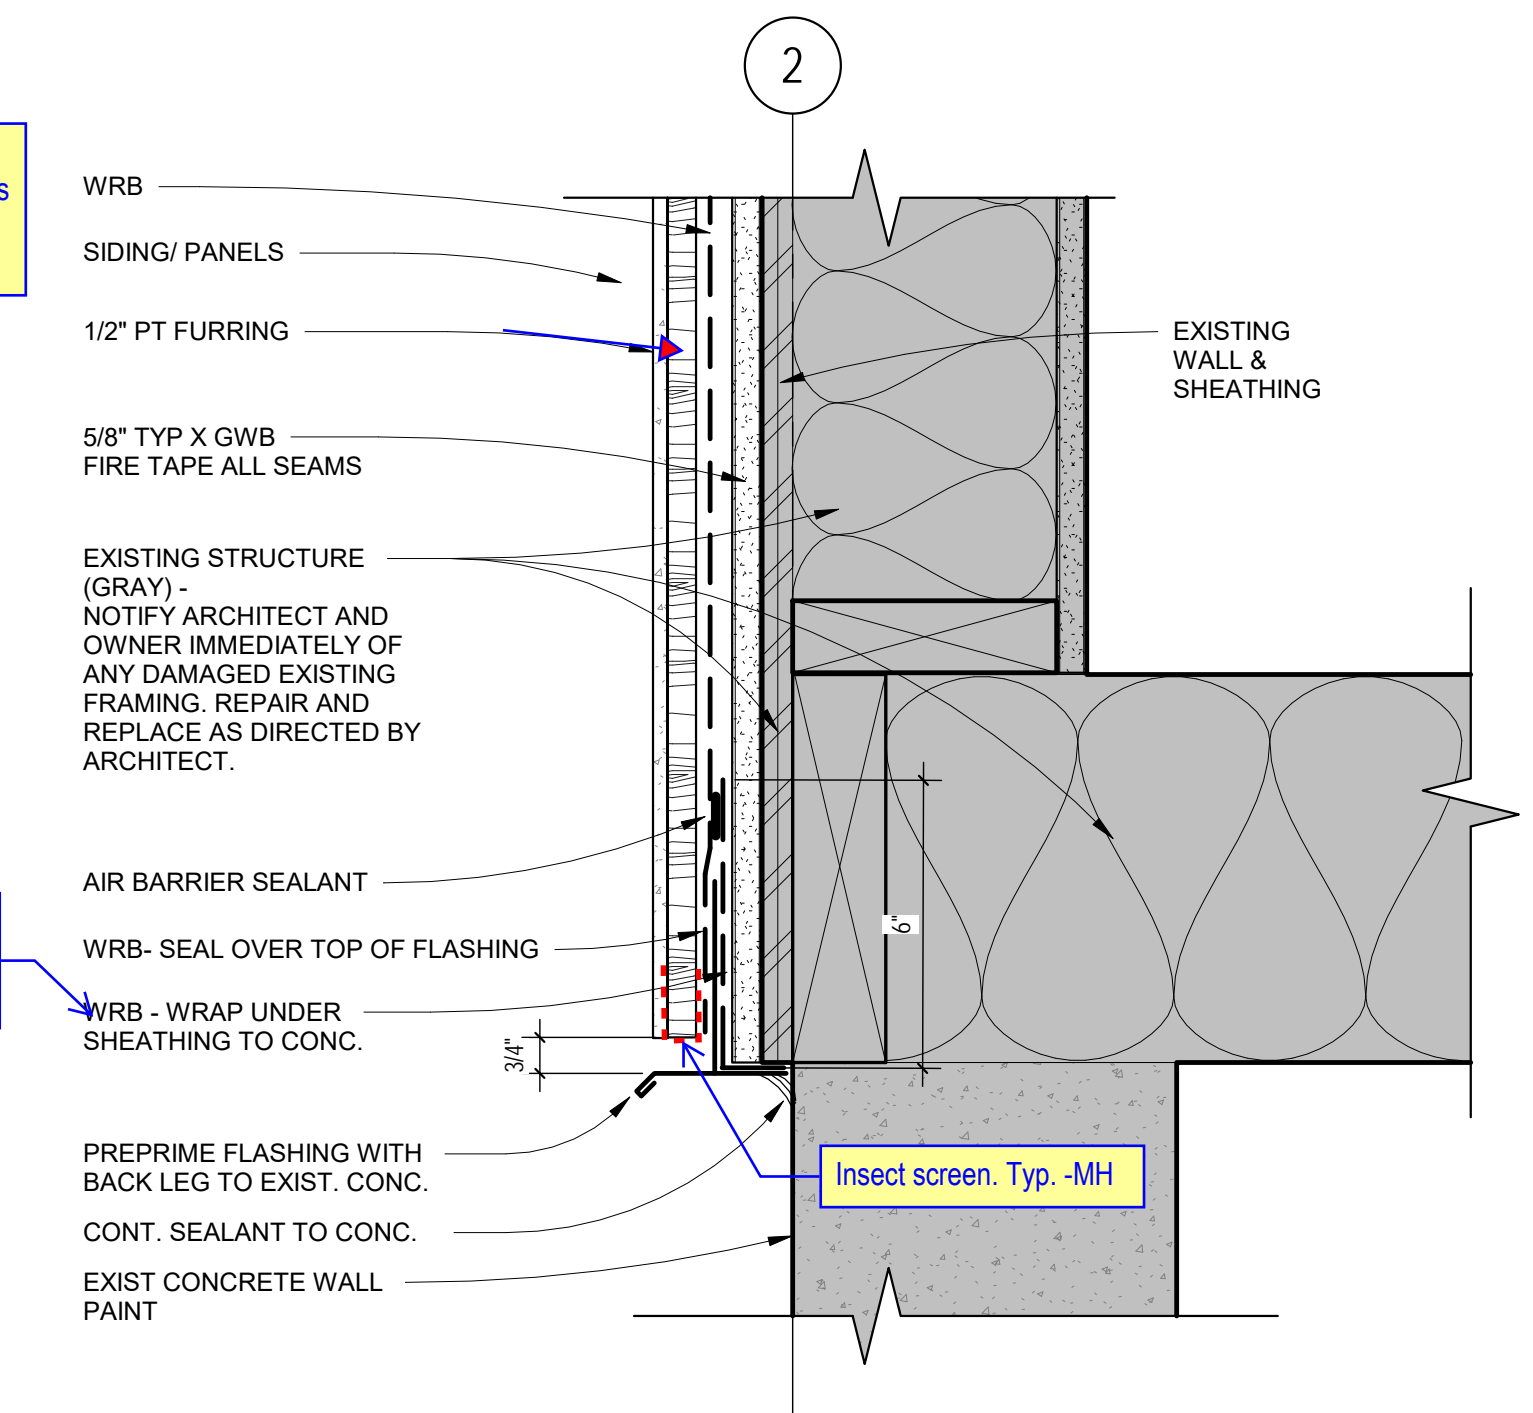 2
s
WRB
SIDING/ PANELS
1/2" PT FURRING
EXISTING
WALL &
SHEATHING
5/8" TYP X GWB
FIRE TAPE ALL SEAMS
EXISTING STRUCTURE
(GRAY) -
NOTIFY ARCHITECT AND
OWNER IMMEDIATELY OF
ANY DAMAGED EXISTING
FRAMING. REPAIR AND
REPLACE AS DIRECTED BY
ARCHITECT.
AIR BARRIER SEALANT
6"
WRB- SEAL OVER TOP OF FLASHING
WRB - WRAP UNDER
SHEATHING TO CONC.
3/4"
PREPRIME FLASHING WITH
BACK LEG TO EXIST. CONC.
Insect screen. Typ. -MH
CONT. SEALANT TO CONC.
EXIST CONCRETE WALL
PAINT